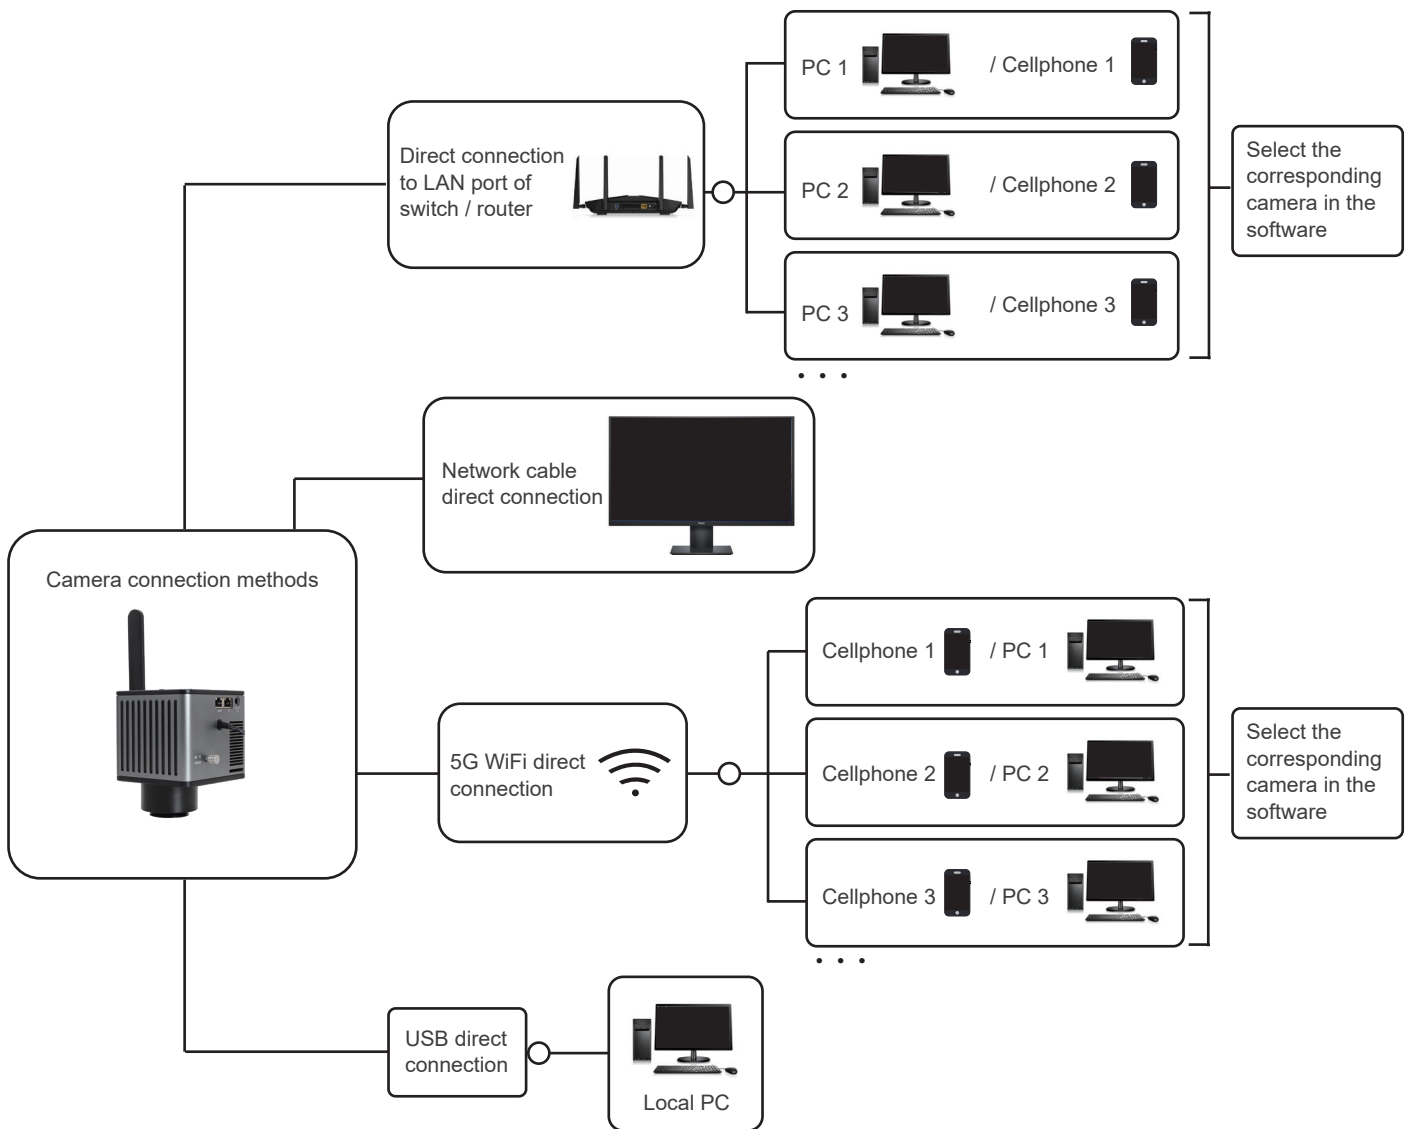 PC 1
/ Cellphone 1
Direct connection
to LAN port of
switch / router
PC 2
/ Cellphone 2
PC 3
/ Cellphone 3
. . .
Select the
corresponding
camera in the
software
Network cable
direct connection
Camera connection methods
5G WiFi direct
connection
Cellphone 1
/ PC 1
Cellphone 2
/ PC 2
Cellphone 3
/ PC 3
. . .
Select the
corresponding
camera in the
software
USB direct
connection
Local PC